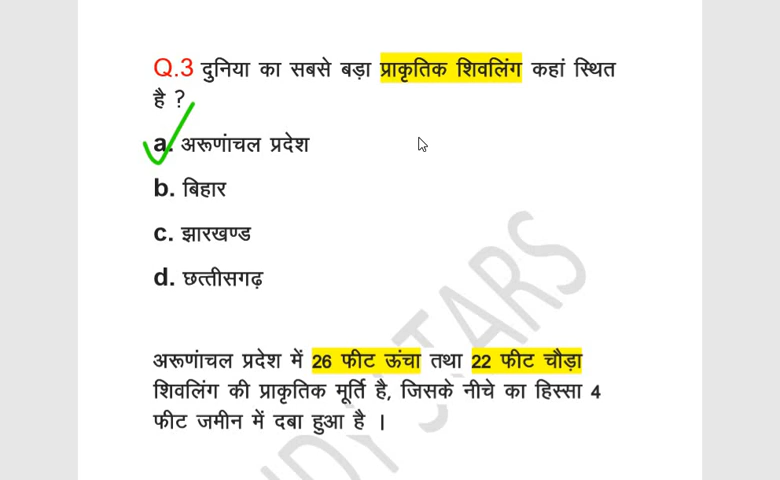 Q.3 दुनिया का सबसे बड़ा प्राकृतिक शिवलिंग कहां स्थित
है ?
a. अरूणांचल प्रदेश
b. बिहार
c. झारखण्ड
d. छत्तीसगढ़
अरूणांचल प्रदेश में 26 फीट ऊंचा तथा 22 फीट चौड़ा
शिवलिंग की प्राकृतिक मूर्ति है, जिसके नीचे का हिस्सा 4
फीट जमीन में दबा हुआ है ।
STARS